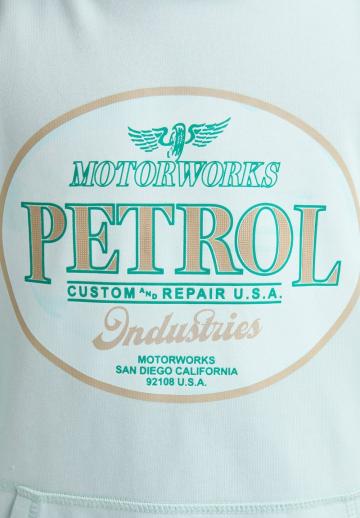 MOTORWORKS
PETROL
CUSTOM AND REPAIR U.S.A.
Industries
MOTORWORKS
SAN DIEGO CALIFORNIA
92108 U.S.A.